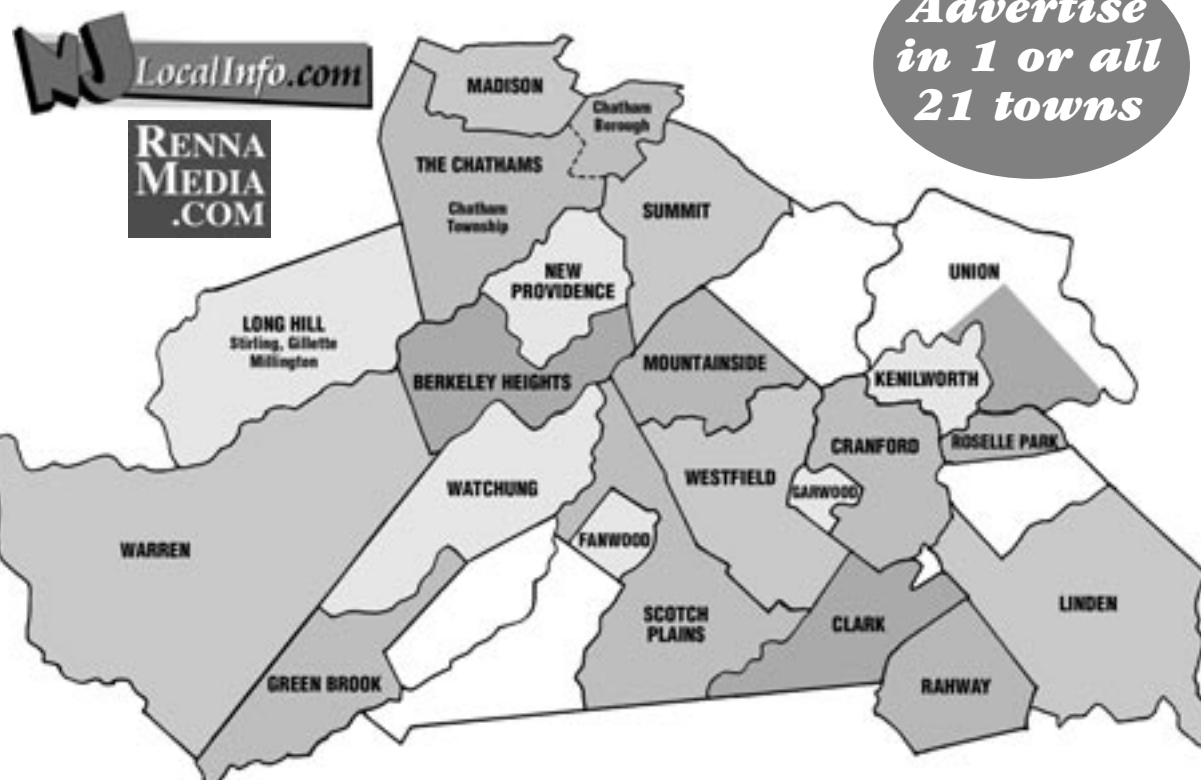 NJ LocalInfo.com
RENNA
MEDIA
.COM
Advertise
in 1 or all
21 towns
MADISON
Chatham
Borough
THE CHATHAMS
Chatham
Township
SUMMIT
NEW
PROVIDENCE
UNION
LONG HILL
Stirling, Gillette
Millington
MOUNTAINSIDE
BERKELEY HEIGHTS
KENILWORTH
CRANFORD
ROSELLE PARK
WESTFIELD
WATCHUNG
GARWOOD
FANWOOD
WARREN
LINDEN
SCOTCH
PLAINS
CLARK
GREEN BROOK
RAHWAY